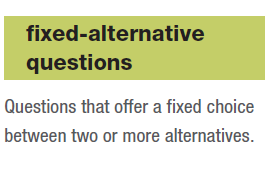 fixed-alternative
questions
Questions that offer a fixed choice
between two or more alternatives.